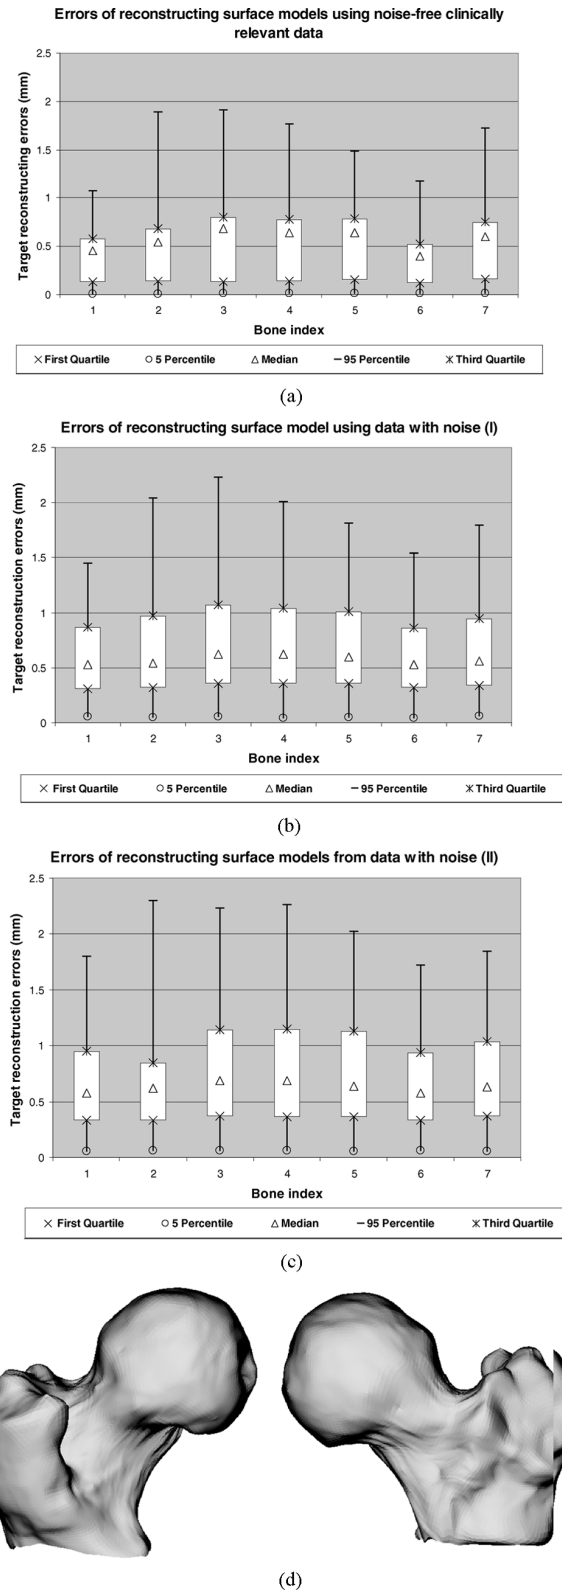 Errors of reconstructing surface models using noise-free clinically
relevant data
2.5
2
1.5
1
0.5
0
Target reconstructing errors (mm)
1 2 3 4 5 6 7
Bone index
First Quartile 5 Percentile Median 95 Percentile Third Quartile
(a)
Errors of reconstructing surface model using data with noise (I)
2.5
2
1.5
1
0.5
0
Target reconstruction errors (mm)
1 2 3 4 5 6 7
Bone index
First Quartile 5 Percentile Median 95 Percentile Third Quartile
(b)
Errors of reconstructing surface models from data with noise (II)
2.5
2
1.5
1
0.5
0
Target reconstruction errors (mm)
1 2 3 4 5 6 7
Bone index
First Quartile 5 Percentile Median 95 Percentile Third Quartile
(c)
(d)